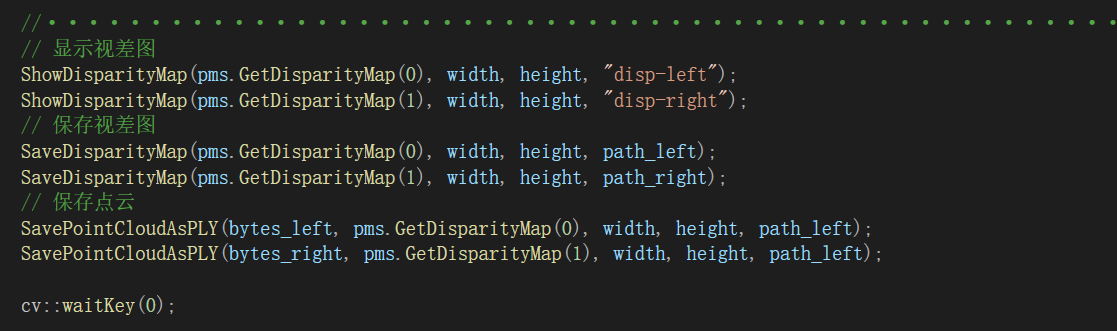 //· · · · · · · · · · · · · · · · · · · · · · · · · · · · · · · · · · · · · · · · · · · · · · · · · · · · · · · · · · ·
// 显示视差图
ShowDisparityMap(pms.GetDisparityMap(0), width, height, "disp-left");
ShowDisparityMap(pms.GetDisparityMap(1), width, height, "disp-right");
// 保存视差图
SaveDisparityMap(pms.GetDisparityMap(0), width, height, path_left);
SaveDisparityMap(pms.GetDisparityMap(1), width, height, path_right);
// 保存点云
SavePointCloudAsPLY(bytes_left, pms.GetDisparityMap(0), width, height, path_left);
SavePointCloudAsPLY(bytes_right, pms.GetDisparityMap(1), width, height, path_left);
cv::waitKey(0);